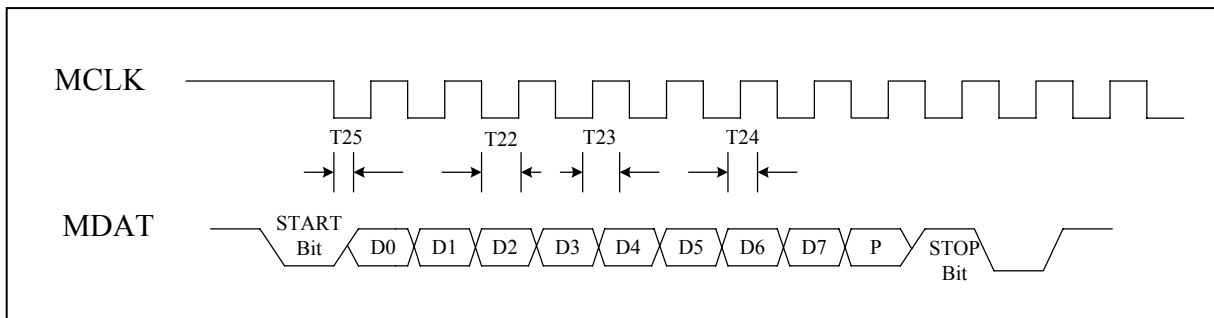 MCLK
T25 T22 T23 T24
MDAT
START
Bit
D0 D1 D2 D3 D4 D5 D6 D7 P
STOP
Bit